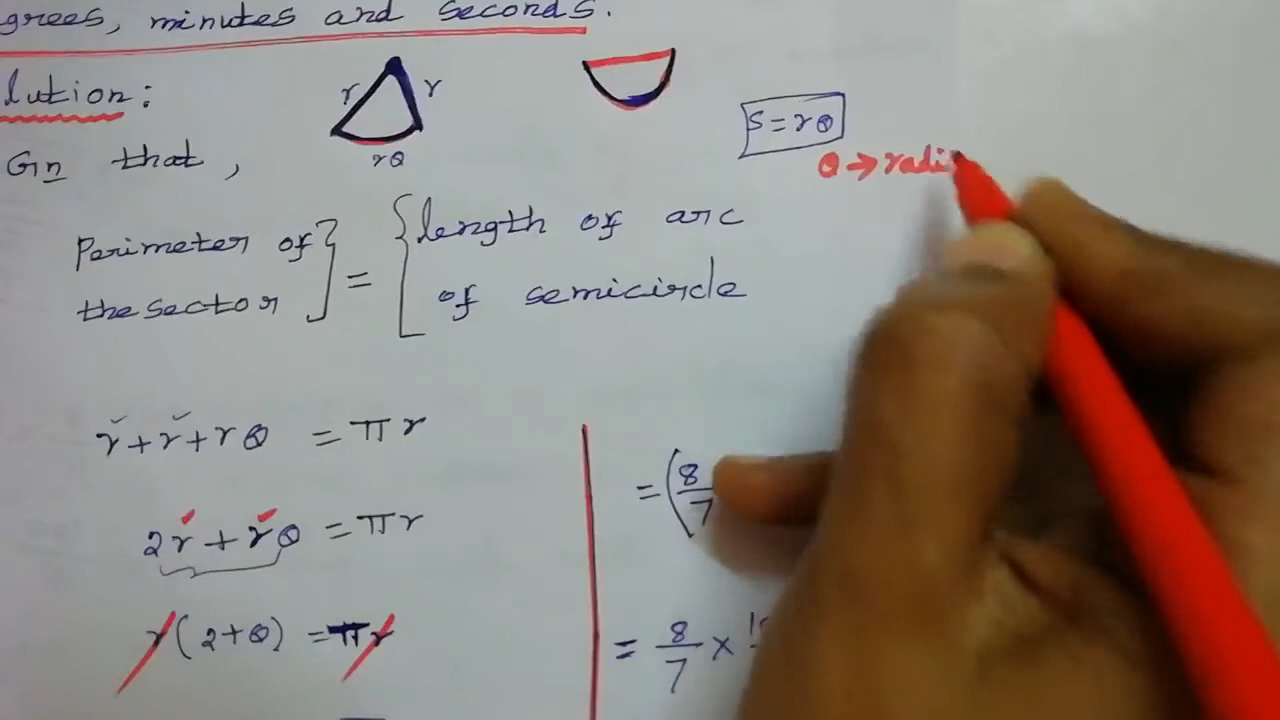 grees, minutes and seconds.
lution:
r r
rθ
S = rθ
θ → radi
Gn that,
Perimeter of } = { length of arc
the sector of semicircle
r + r + rθ = πr
2r + rθ = πr
r(2+θ) = πr
= (8/7
= 8/7 ×